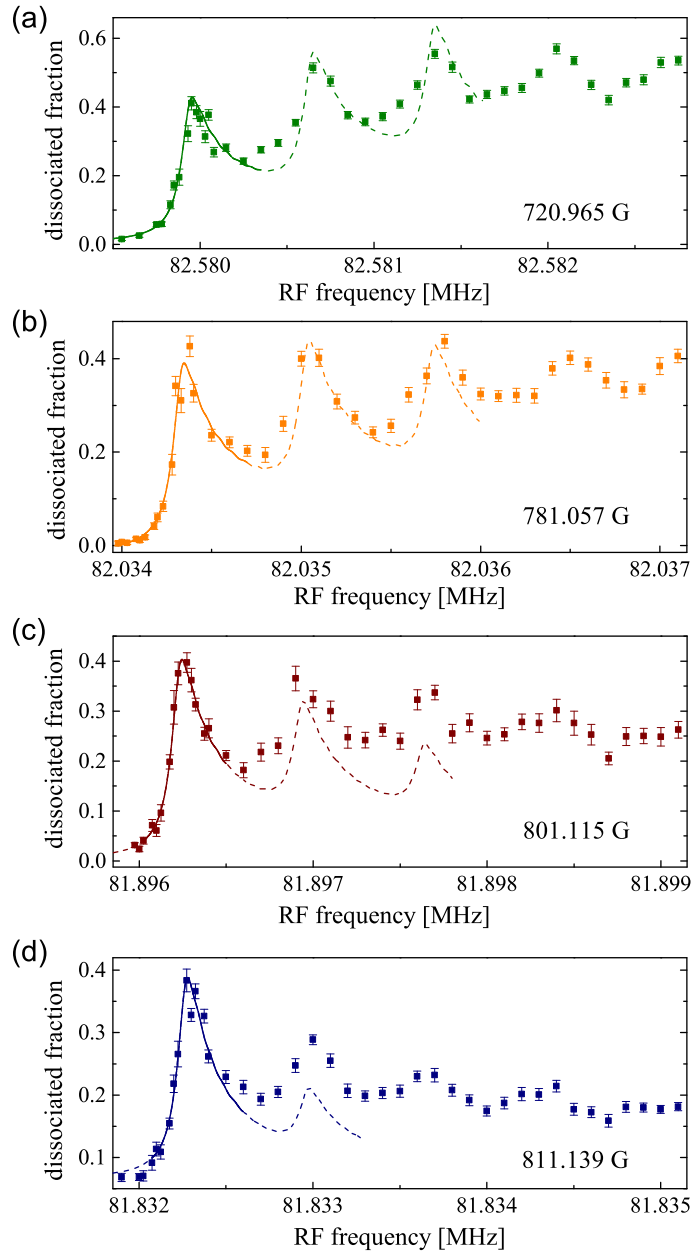 (a)
0.6
0.4
0.2
0.0
dissociated fraction
720.965 G
82.580 82.581 82.582
RF frequency [MHz]
(b)
0.4
0.2
0.0
dissociated fraction
781.057 G
82.034 82.035 82.036 82.037
RF frequency [MHz]
(c)
0.4
0.3
0.2
0.1
0.0
dissociated fraction
801.115 G
81.896 81.897 81.898 81.899
RF frequency [MHz]
(d)
0.4
0.3
0.2
0.1
dissociated fraction
811.139 G
81.832 81.833 81.834 81.835
RF frequency [MHz]